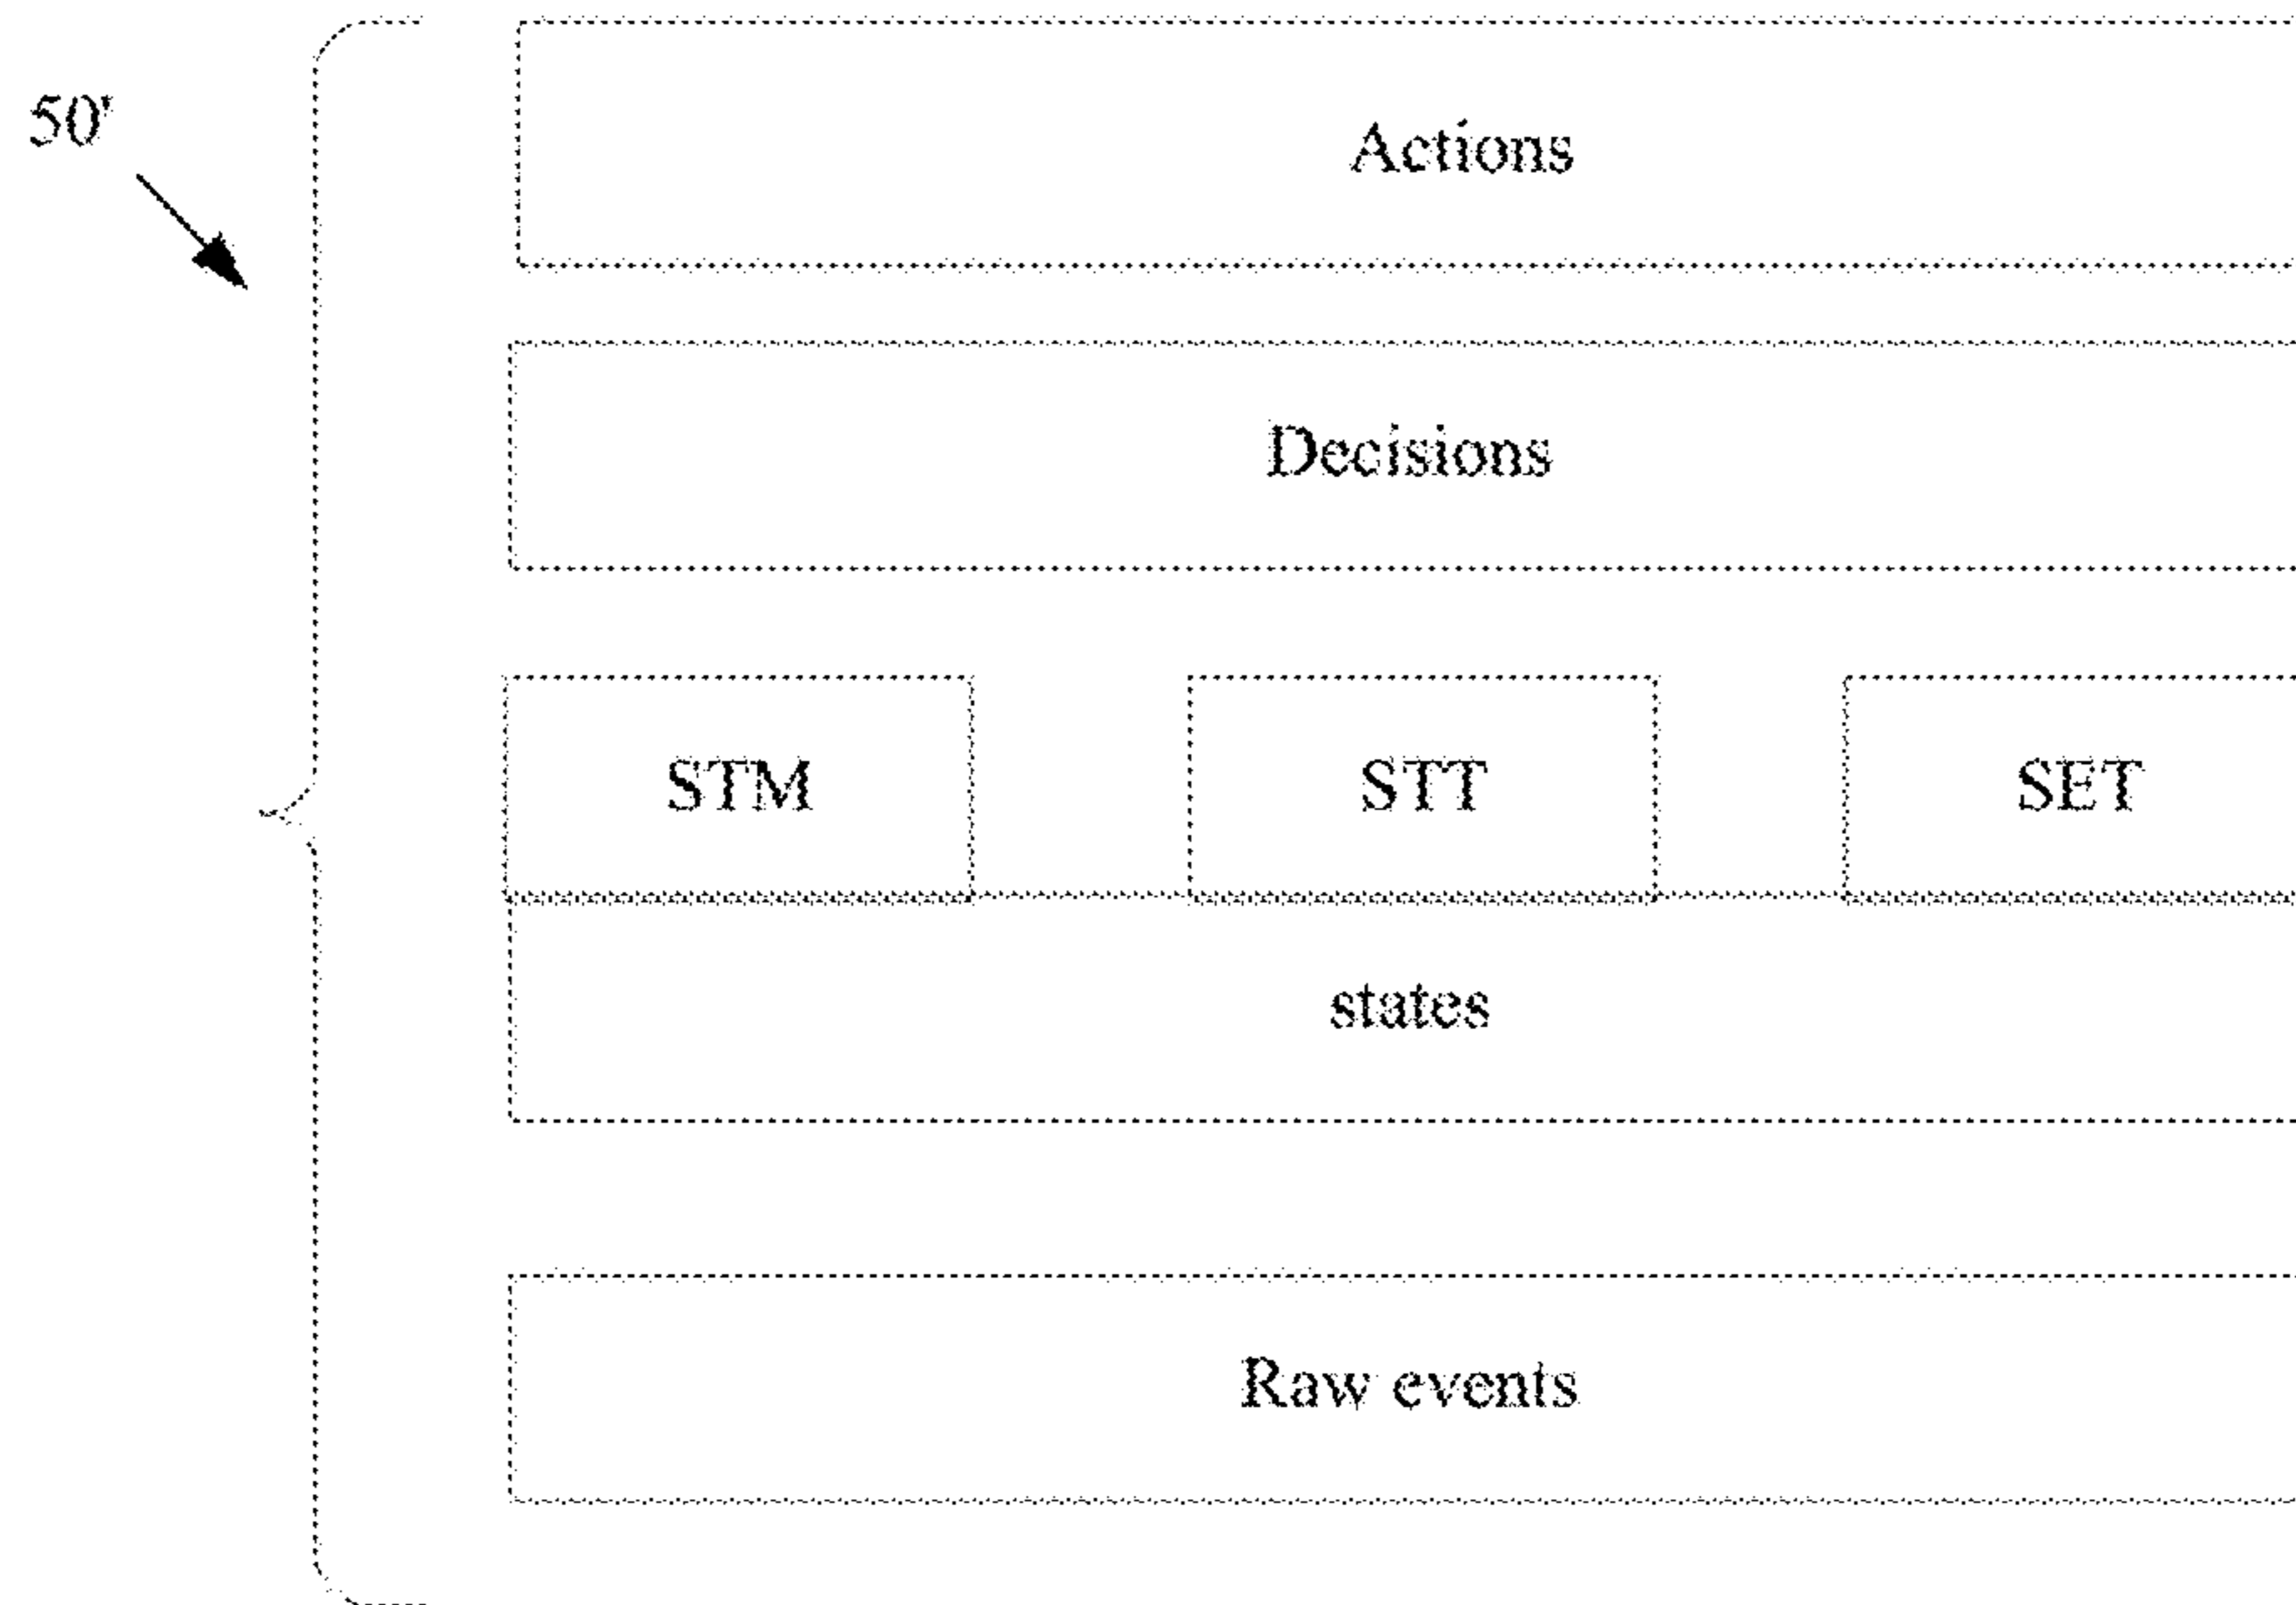 50'
Actions
Decisions
STM STT SET
states
Raw events